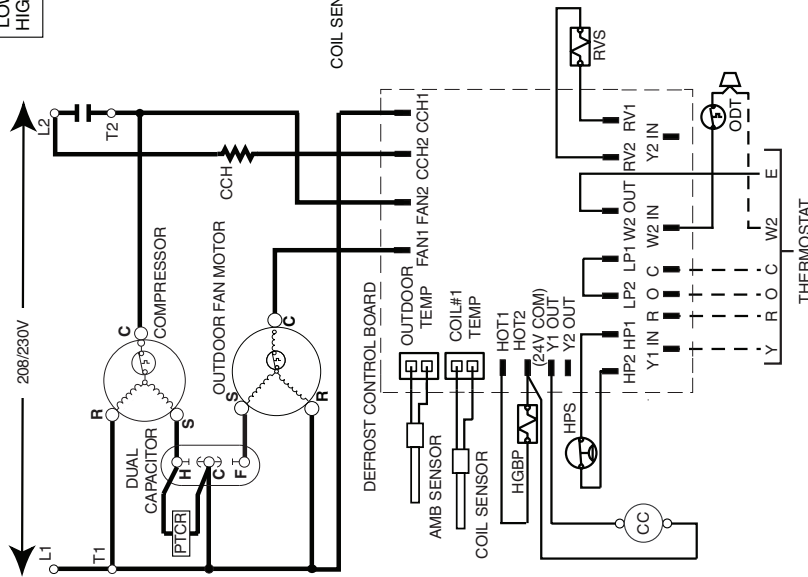 LOW
HIG
COIL SEN
208/230V
L1
L2
T1
T2
R
C
S
COMPRESSOR
DUAL
CAPACITOR
H
C
F
PTCR
OUTDOOR FAN MOTOR
S
C
R
CCH
DEFROST CONTROL BOARD
FAN1 FAN2 CCH2 CCH1
OUTDOOR
TEMP
COIL#1
TEMP
AMB SENSOR
COIL SENSOR
HOT1
HOT2
(24V COM)
Y1 OUT
Y2 OUT
HGBP
HPS
CC
HP2 HP1 LP2 LP1 W2 OUT RV2 RV1
Y1 IN R O C W2 IN Y2 IN
RVS
ODT
Y R O C W2 E
THERMOSTAT